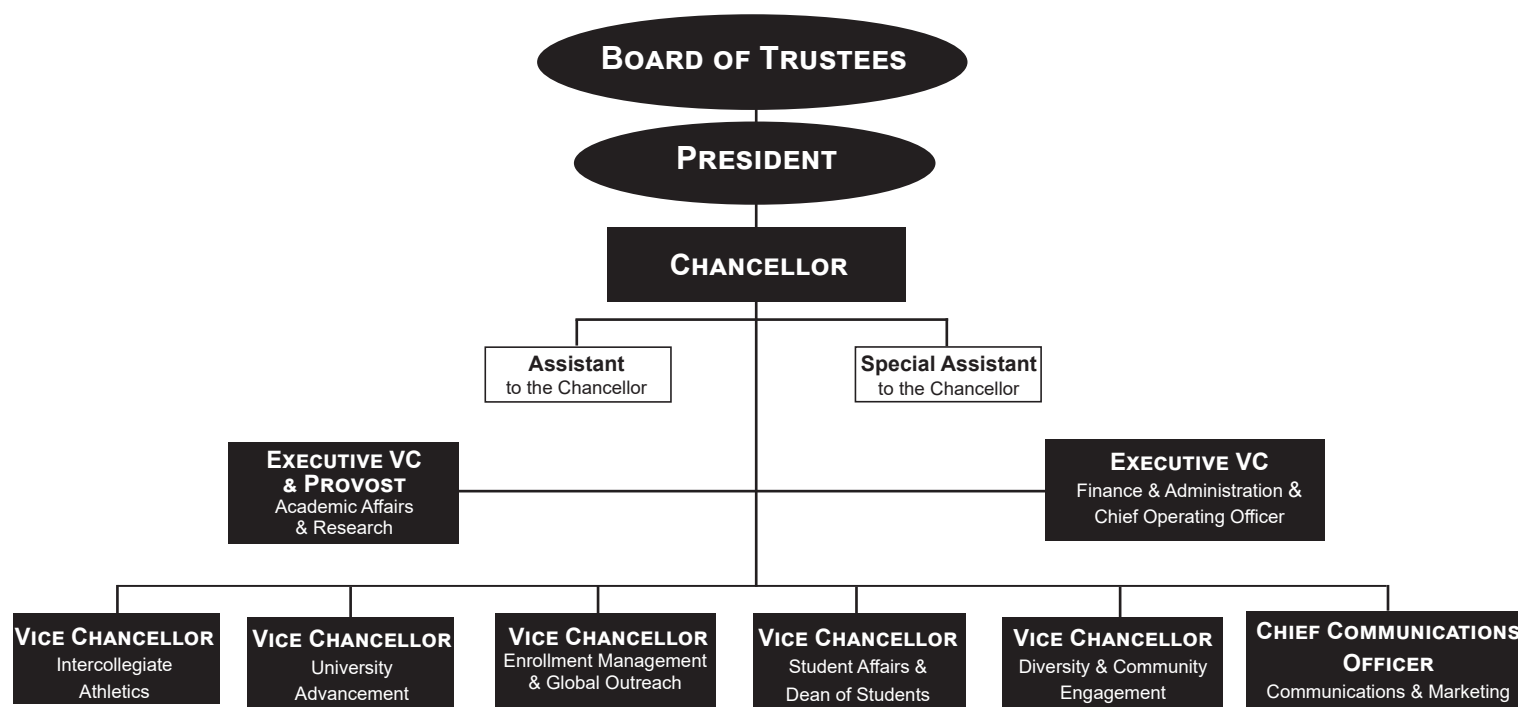 BOARD OF TRUSTEES
PRESIDENT
CHANCELLOR
Assistant
to the Chancellor
Special Assistant
to the Chancellor
EXECUTIVE VC
& PROVOST
Academic Affairs
& Research
EXECUTIVE VC
Finance & Administration &
Chief Operating Officer
VICE CHANCELLOR
Intercollegiate
Athletics
VICE CHANCELLOR
University
Advancement
VICE CHANCELLOR
Enrollment Management
& Global Outreach
VICE CHANCELLOR
Student Affairs &
Dean of Students
VICE CHANCELLOR
Diversity & Community
Engagement
CHIEF COMMUNICATIONS
OFFICER
Communications & Marketing